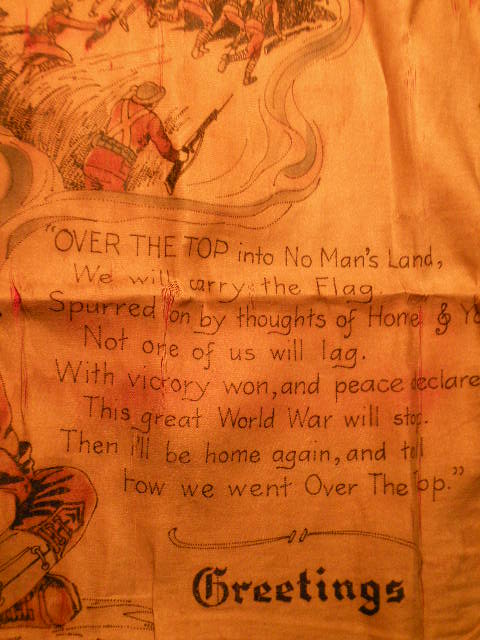 "OVER THE TOP into No Man's Land,
We will carry the Flag.
Spurred on by thoughts of Home &
Not one of us will lag.
With victory won, and peace declare
This great World War will stop.
Then i'll be home again, and tell
how we went Over The Top."
Greetings